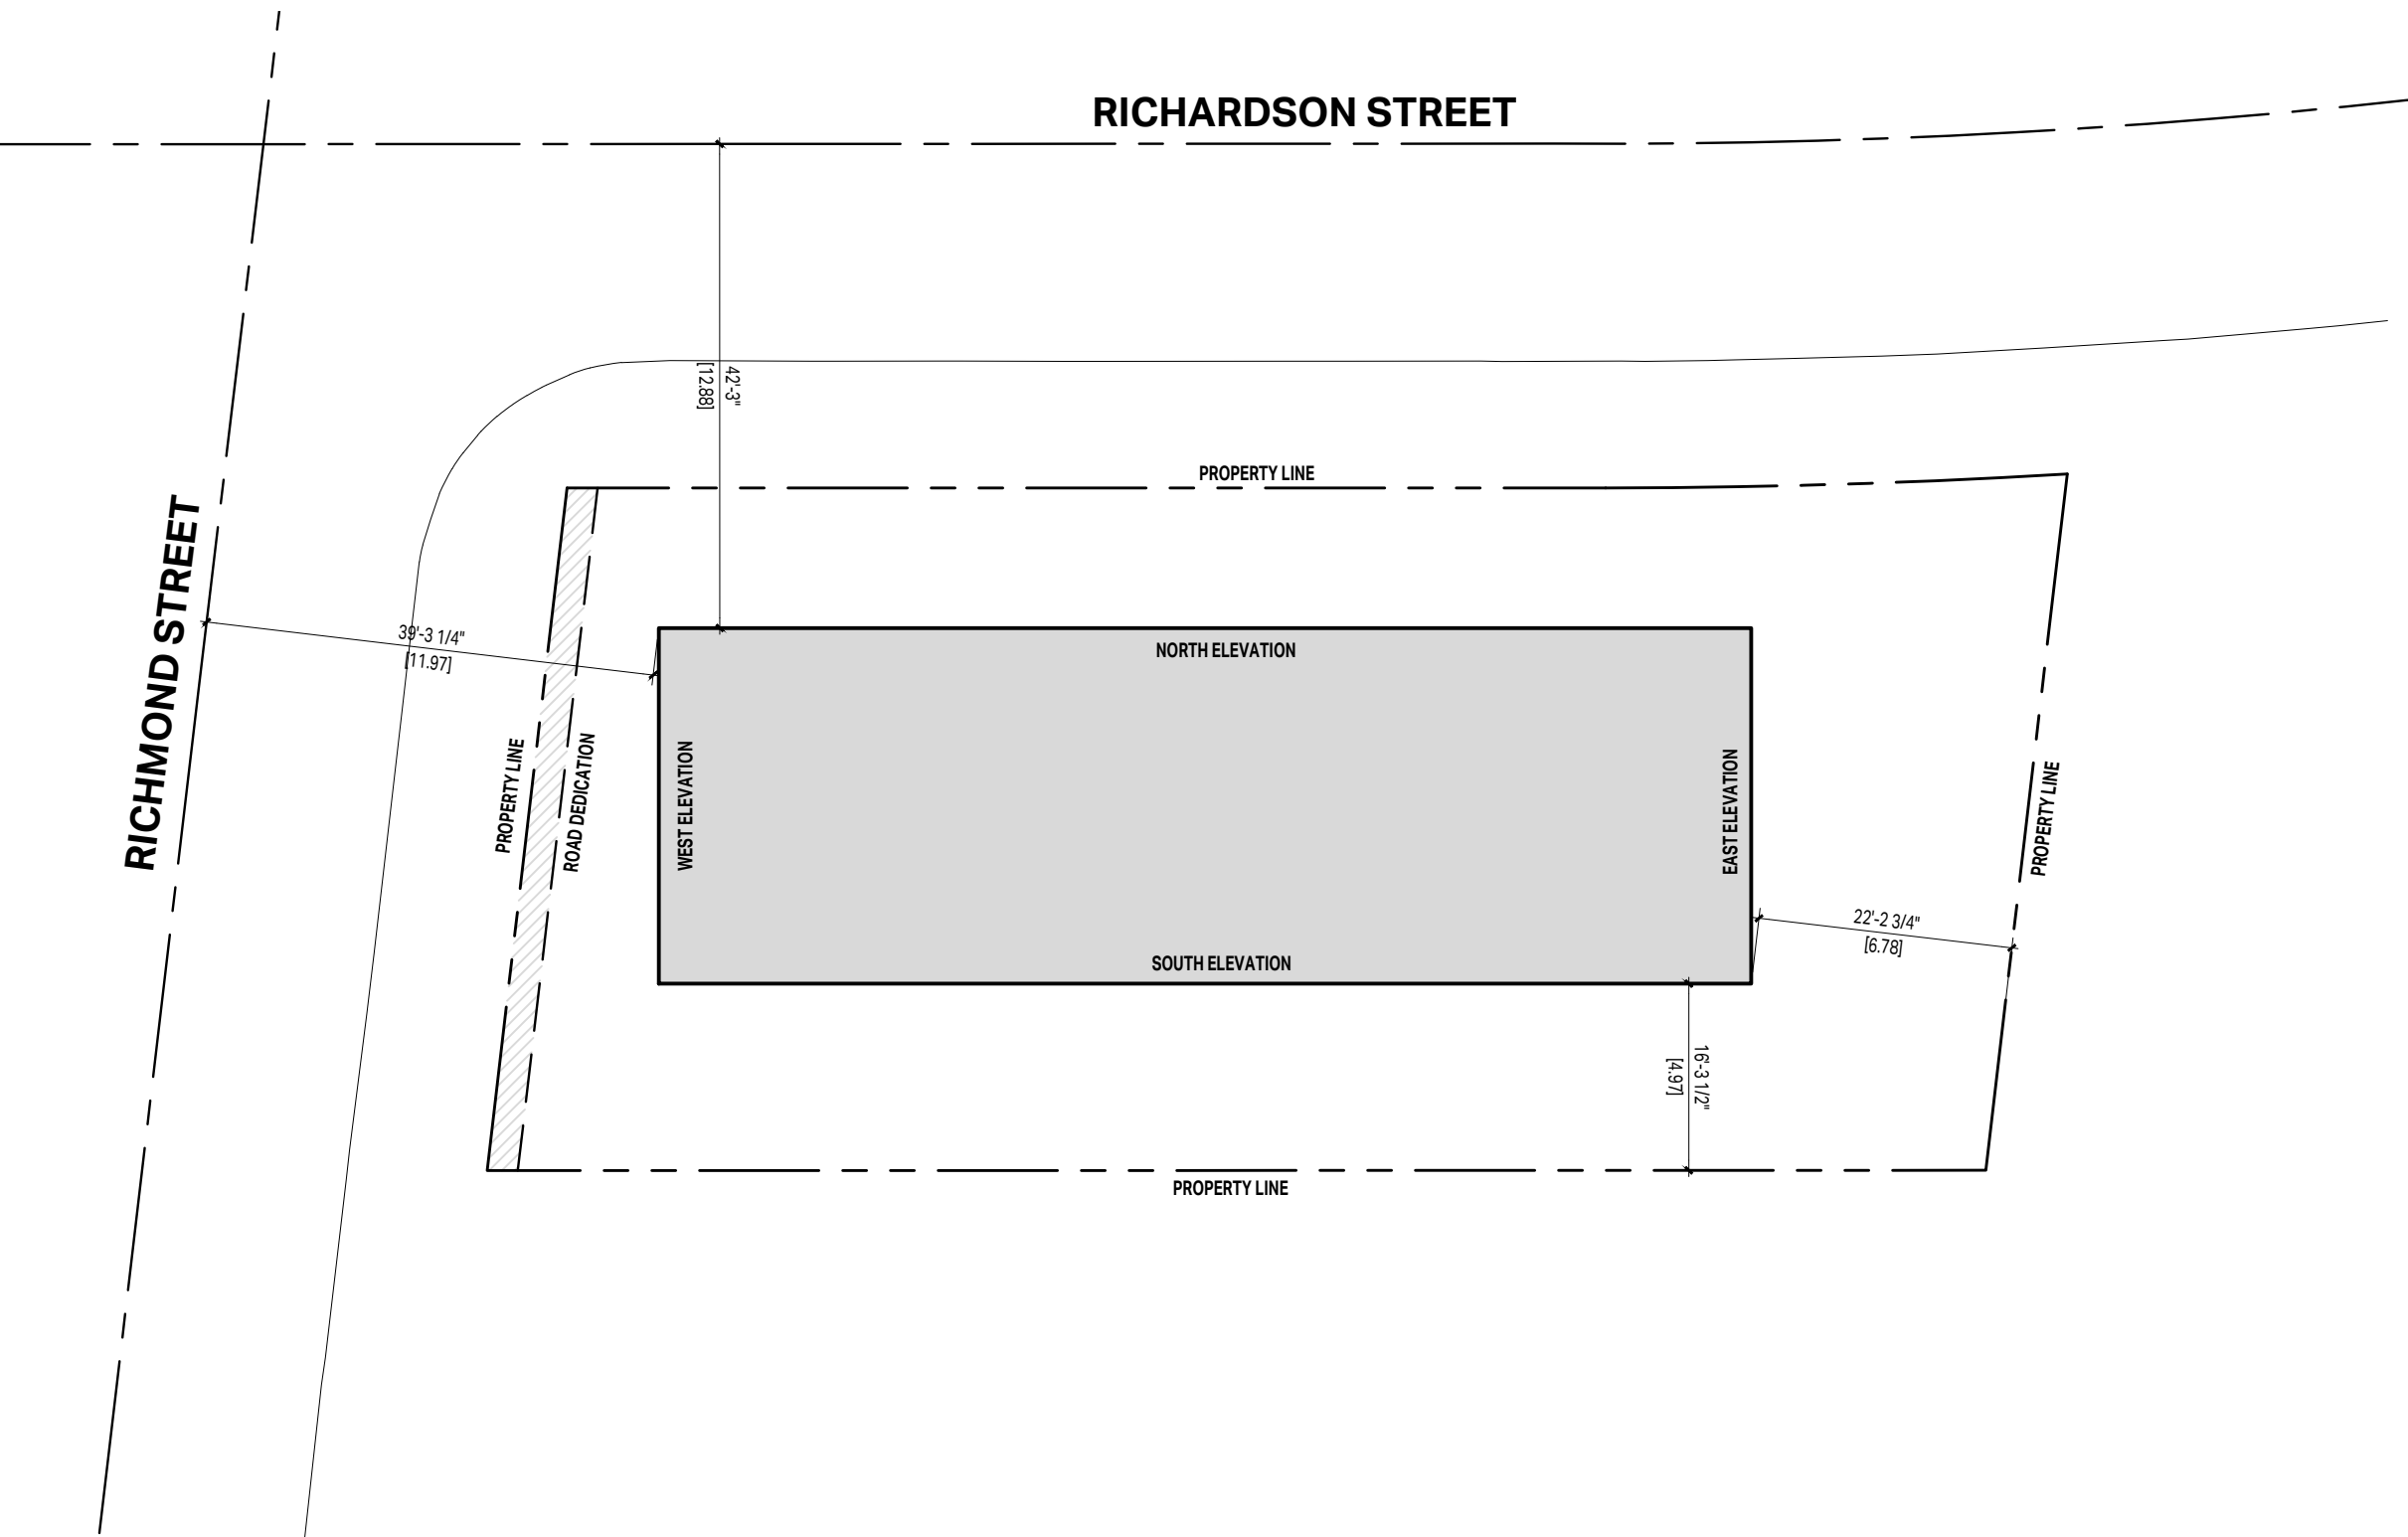 RICHARDSON STREET
42'-3"
[12.88]
PROPERTY LINE
RICHMOND STREET
39'-3 1/4"
[11.97]
NORTH ELEVATION
PROPERTY LINE
ROAD DEDICATION
WEST ELEVATION
EAST ELEVATION
PROPERTY LINE
22'-2 3/4"
[6.78]
SOUTH ELEVATION
16'-3 1/2"
[4.97]
PROPERTY LINE